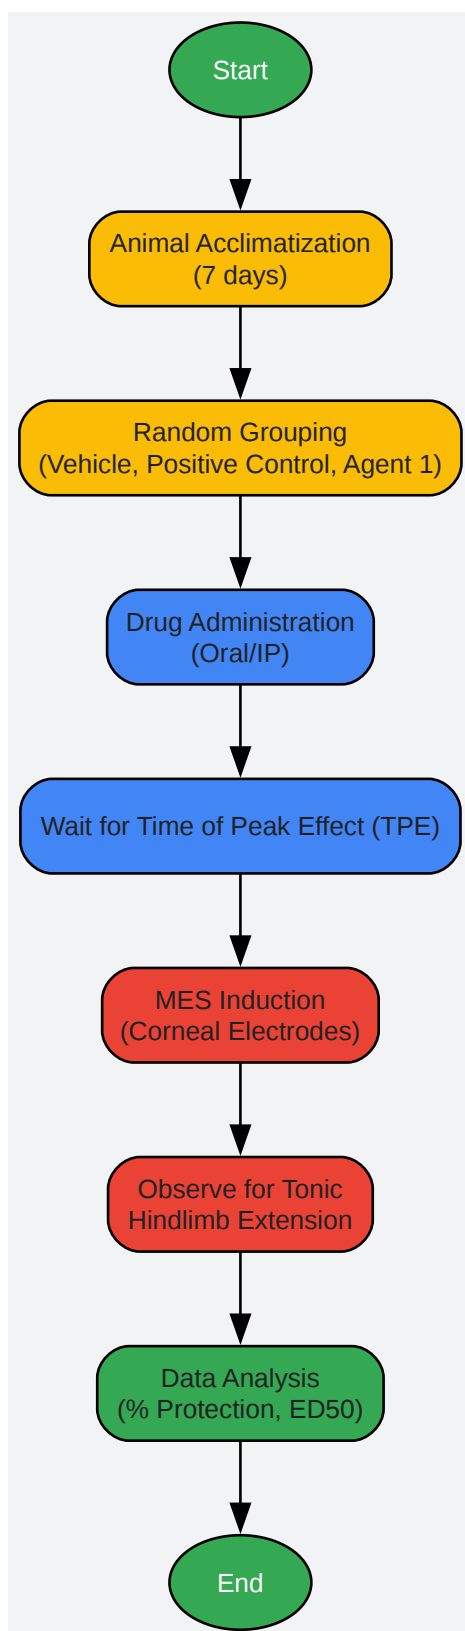 Start
Animal Acclimatization
(7 days)
Random Grouping
(Vehicle, Positive Control, Agent 1)
Drug Administration
(Oral/IP)
Wait for Time of Peak Effect (TPE)
MES Induction
(Corneal Electrodes)
Observe for Tonic
Hindlimb Extension
Data Analysis
(% Protection, ED50)
End